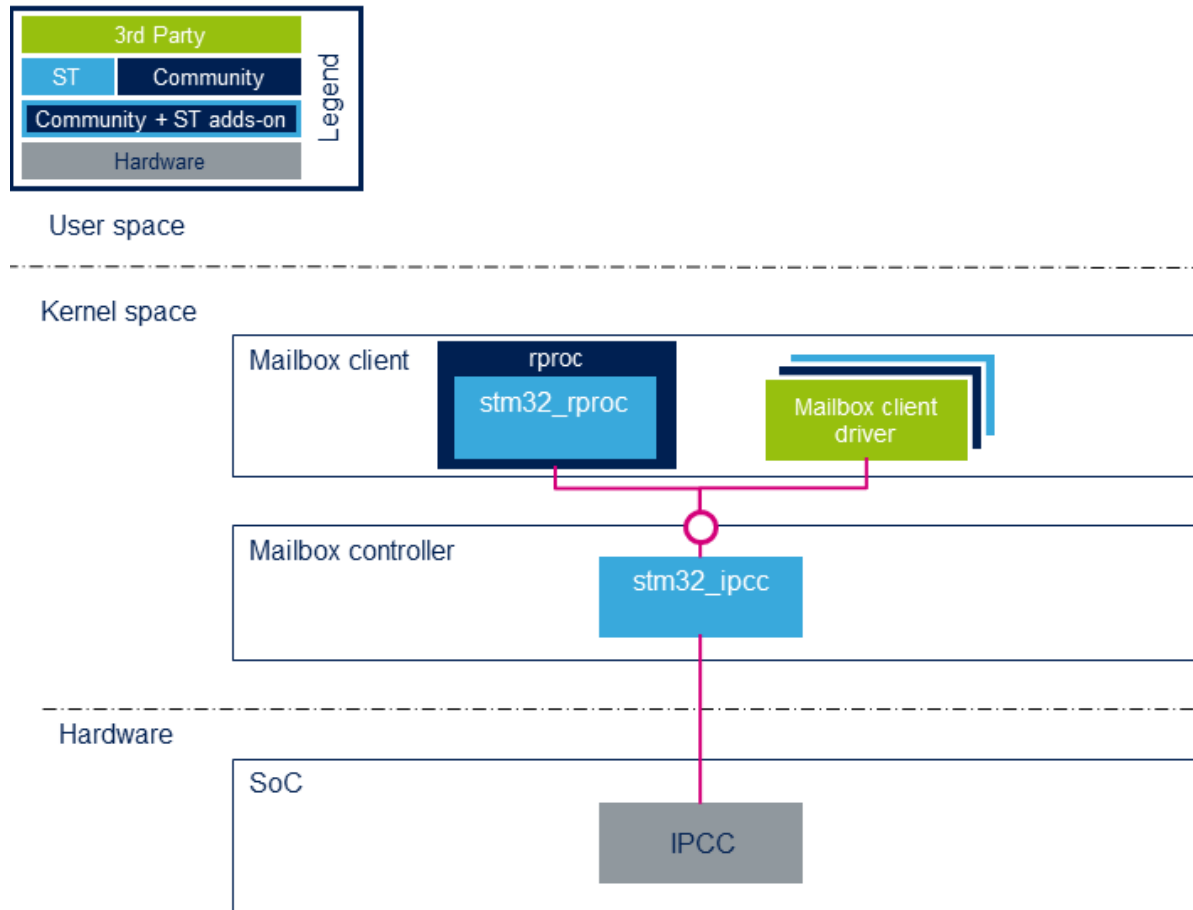 3rd Party
ST
Community
Community + ST adds-on
Hardware
Legend
User space
Kernel space
Mailbox client
rproc
stm32_rproc
Mailbox client
driver
Mailbox controller
stm32_ipcc
Hardware
SoC
IPCC